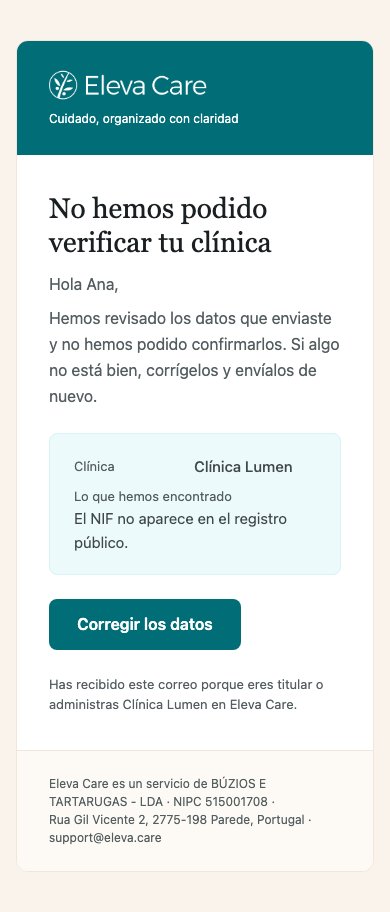 Eleva Care
Cuidado, organizado con claridad
No hemos podido
verificar tu clínica
Hola Ana,
Hemos revisado los datos que enviaste
y no hemos podido confirmarlos. Si algo
no está bien, corrígelos y envíalos de
nuevo.
Clínica Clínica Lumen
Lo que hemos encontrado
El NIF no aparece en el registro
público.
Corregir los datos
Has recibido este correo porque eres titular o
administras Clínica Lumen en Eleva Care.
Eleva Care es un servicio de BÚZIOS E
TARTARUGAS - LDA · NIPC 515001708 ·
Rua Gil Vicente 2, 2775-198 Parede, Portugal ·
support@eleva.care